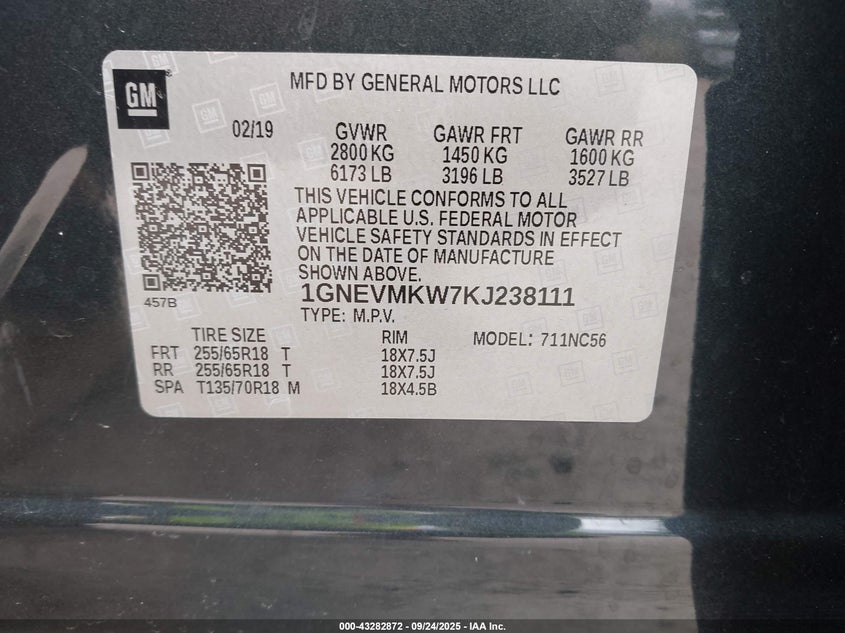 GM
MFD BY GENERAL MOTORS LLC
02/19 GVWR GAWR FRT GAWR RR
2800 KG 1450 KG 1600 KG
6173 LB 3196 LB 3527 LB
THIS VEHICLE CONFORMS TO ALL
APPLICABLE U.S. FEDERAL MOTOR
VEHICLE SAFETY STANDARDS IN EFFECT
ON THE DATE OF MANUFACTURE
SHOWN ABOVE.
457B
1GNEVMKW7KJ238111
TYPE: M.P.V.
TIRE SIZE RIM MODEL: 711NC56
FRT 255/65R18 T 18X7.5J
RR 255/65R18 T 18X7.5J
SPA T135/70R18 M 18X4.5B
000-43282872 - 09/24/2025 - IAA Inc.